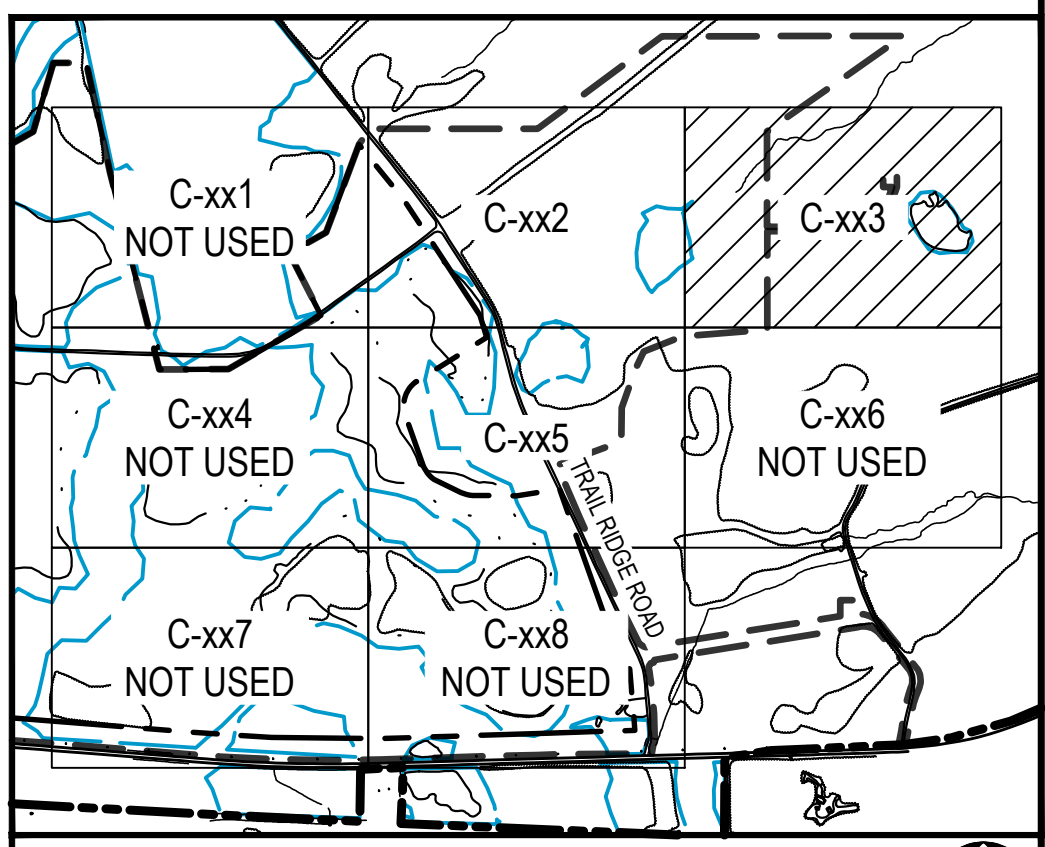 C-xx1
NOT USED
C-xx2
C-xx3
C-xx4
NOT USED
C-xx5
C-xx6
NOT USED
TRAIL RIDGE ROAD
C-xx7
NOT USED
C-xx8
NOT USED